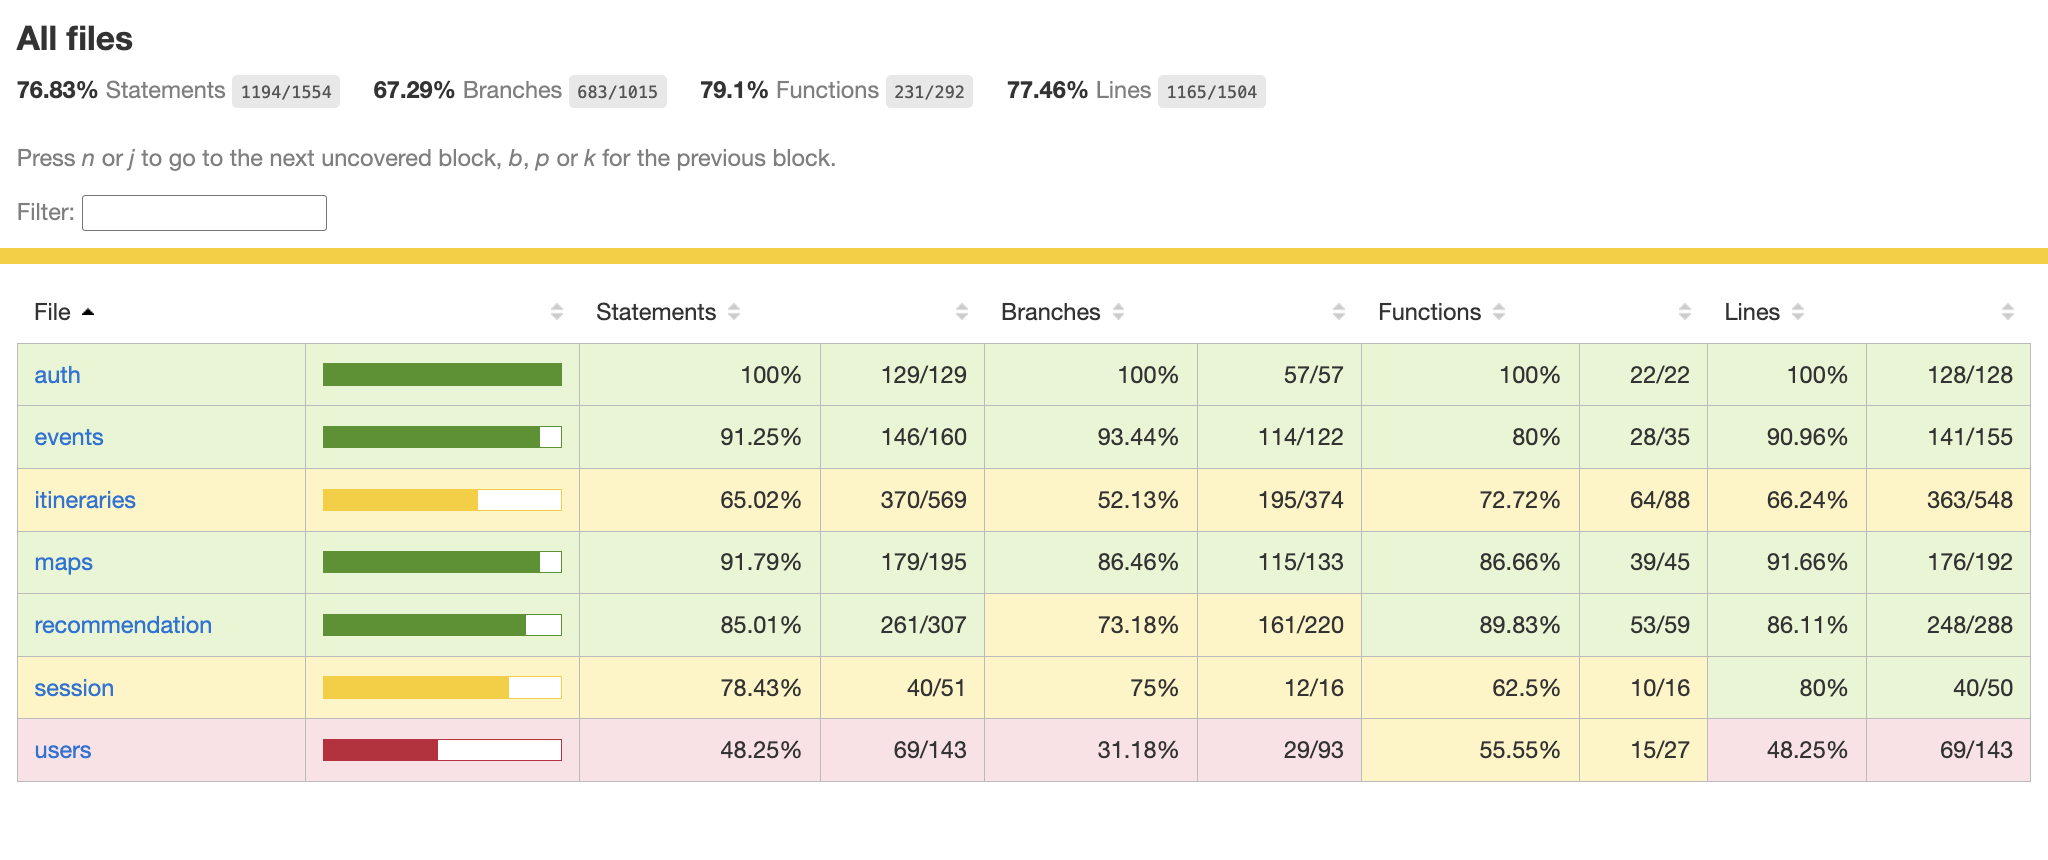 All files
76.83% Statements 1194/1554 67.29% Branches 683/1015 79.1% Functions 231/292 77.46% Lines 1165/1504
Press n or j to go to the next uncovered block, b, p or k for the previous block.
Filter:
File Statements Branches Functions Lines
auth 100% 129/129 100% 57/57 100% 22/22 100% 128/128
events 91.25% 146/160 93.44% 114/122 80% 28/35 90.96% 141/155
itineraries 65.02% 370/569 52.13% 195/374 72.72% 64/88 66.24% 363/548
maps 91.79% 179/195 86.46% 115/133 86.66% 39/45 91.66% 176/192
recommendation 85.01% 261/307 73.18% 161/220 89.83% 53/59 86.11% 248/288
session 78.43% 40/51 75% 12/16 62.5% 10/16 80% 40/50
users 48.25% 69/143 31.18% 29/93 55.55% 15/27 48.25% 69/143